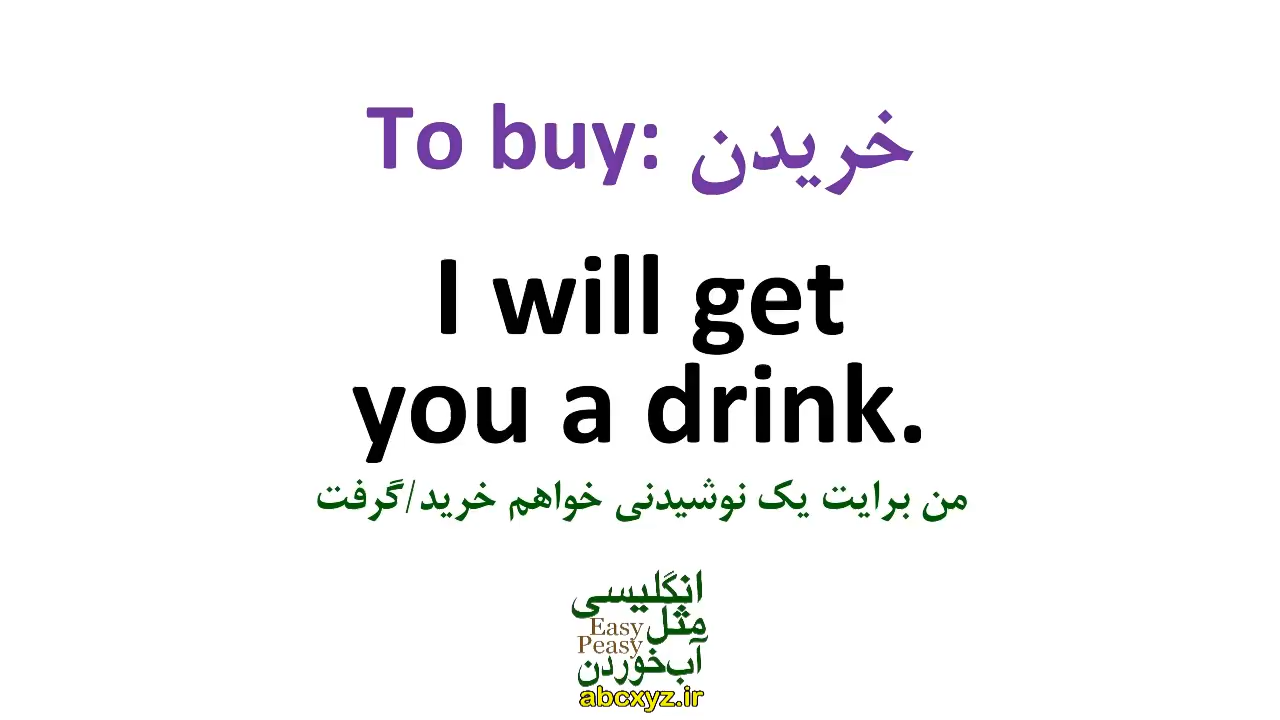 To buy: خریدن
I will get
you a drink.
من برایت یک نوشیدنی خواهم خرید/گرفت
انگلیسی
مثل Easy
Peasy
آب‌خوردن
abcxyz.ir